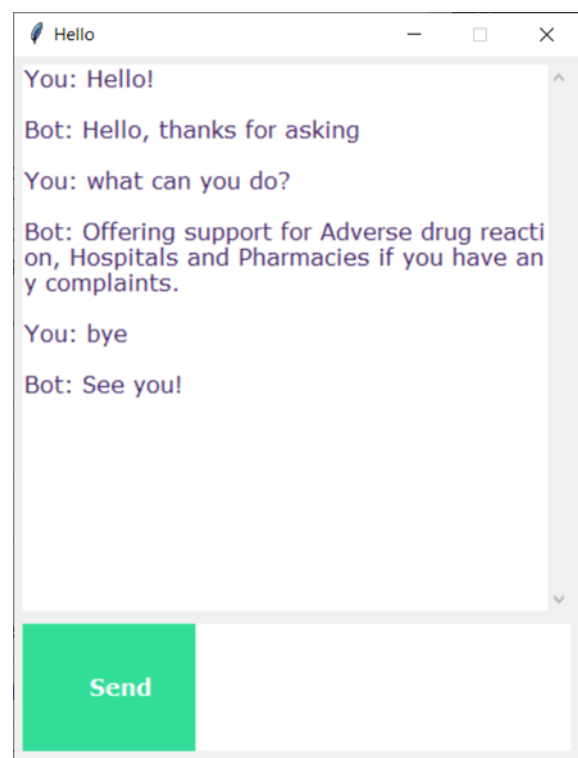 Hello
You: Hello!
Bot: Hello, thanks for asking
You: what can you do?
Bot: Offering support for Adverse drug reacti
on, Hospitals and Pharmacies if you have an
y complaints.
You: bye
Bot: See you!
Send